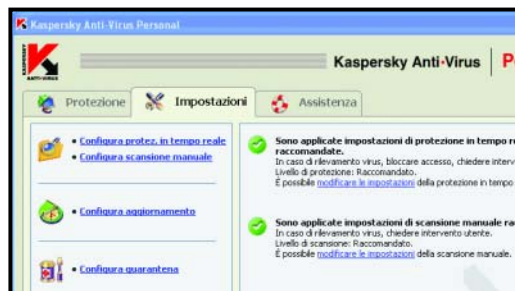 Kaspersky Anti-Virus Personal
Kaspersky Anti-Virus
KASPERSKY
ANTI-VIRUS
Protezione
Impostazioni
Assistenza
• Configura protez. in tempo reale
• Configura scansione manuale
• Configura aggiornamento
• Configura quarantena
Sono applicate impostazioni di protezione in tempo re
raccomandate.
In caso di rilevamento virus, bloccare accesso, chiedere interv
Livello di protezione: Raccomandato.
É possibile modificare le impostazioni della protezione in tempo
Sono applicate impostazioni di scansione manuale rac
In caso di rilevamento virus, chiedere intervento utente.
Livello di scansione: Raccomandato.
É possibile modificare le impostazioni della scansione manuale.